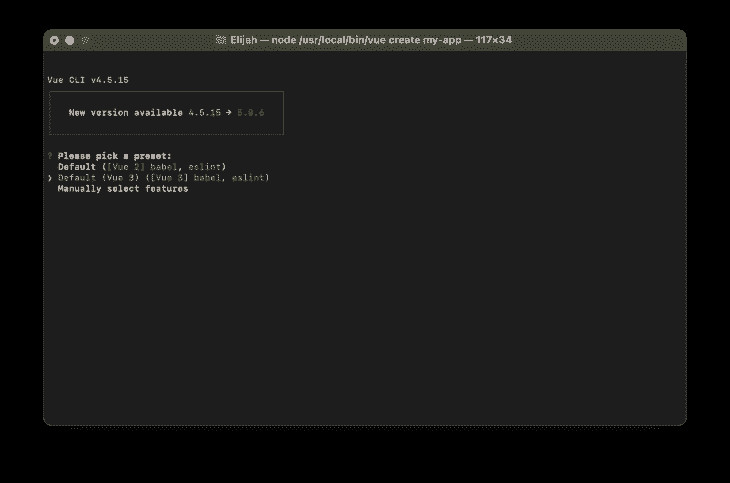 Elijah — node /usr/local/bin/vue create my-app — 117×34
Vue CLI v4.5.15
New version available 4.5.15 → 5.0.6
? Please pick a preset:
Default ([Vue 2] babel, eslint)
❯ Default (Vue 3) ([Vue 3] babel, eslint)
Manually select features